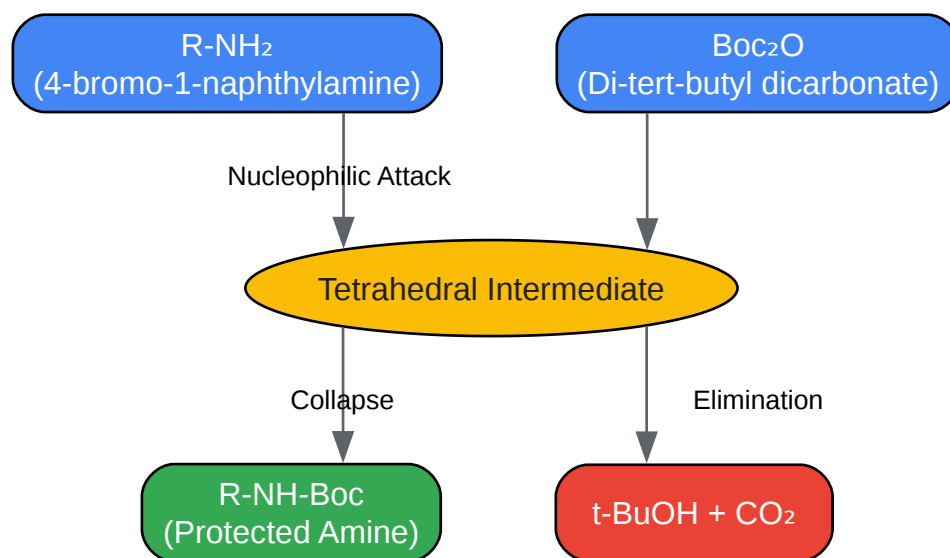 R-NH₂
(4-bromo-1-naphthylamine)
Boc₂O
(Di-tert-butyl dicarbonate)
Nucleophilic Attack
Tetrahedral Intermediate
Collapse
Elimination
R-NH-Boc
(Protected Amine)
t-BuOH + CO₂